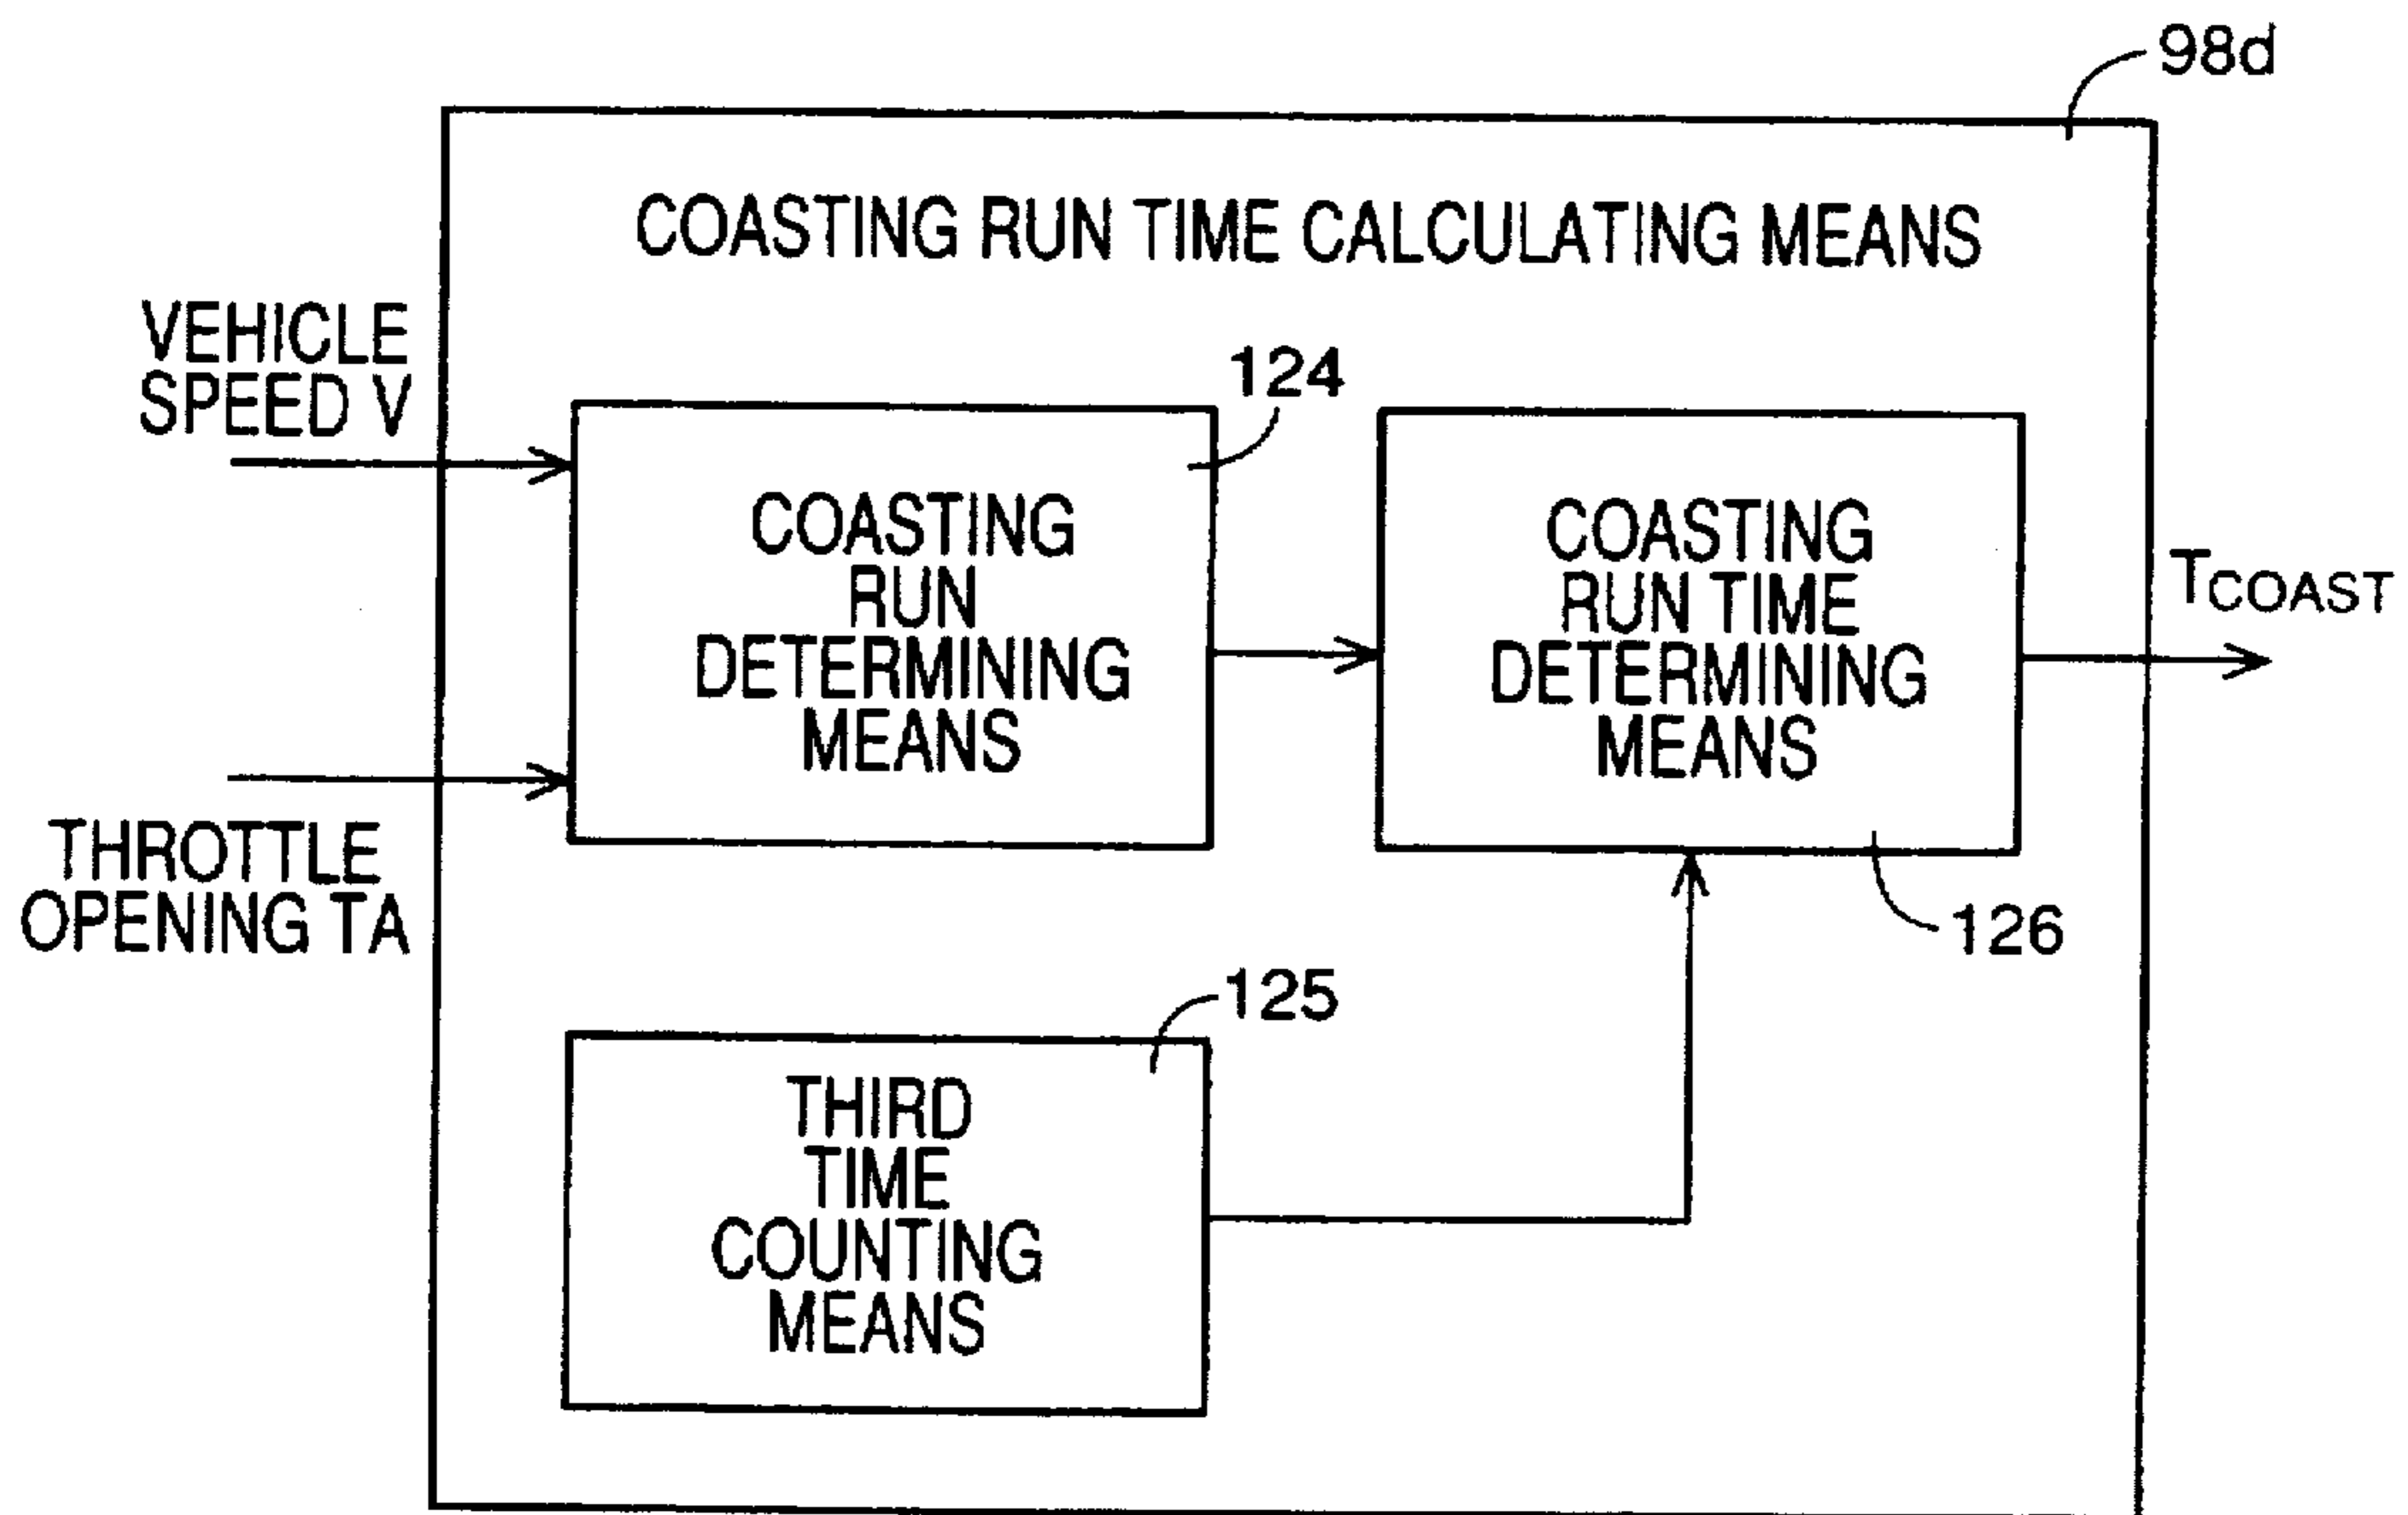 98d
COASTING RUN TIME CALCULATING MEANS
VEHICLE
SPEED V
124
COASTING
RUN
DETERMINING
MEANS
COASTING
RUN TIME
DETERMINING
MEANS
TCOAST
THROTTLE
OPENING TA
126
125
THIRD
TIME
COUNTING
MEANS